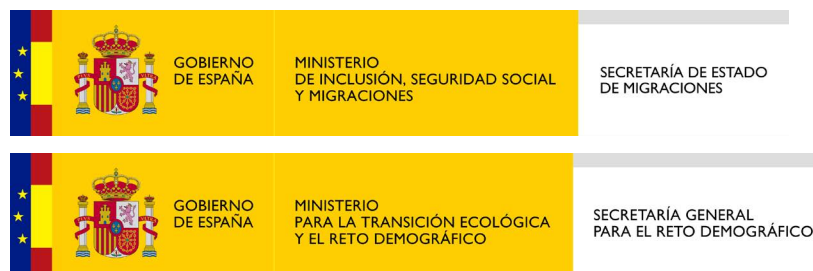 GOBIERNO
DE ESPAÑA
MINISTERIO
DE INCLUSIÓN, SEGURIDAD SOCIAL
Y MIGRACIONES
SECRETARÍA DE ESTADO
DE MIGRACIONES
GOBIERNO
DE ESPAÑA
MINISTERIO
PARA LA TRANSICIÓN ECOLÓGICA
Y EL RETO DEMOGRÁFICO
SECRETARÍA GENERAL
PARA EL RETO DEMOGRÁFICO